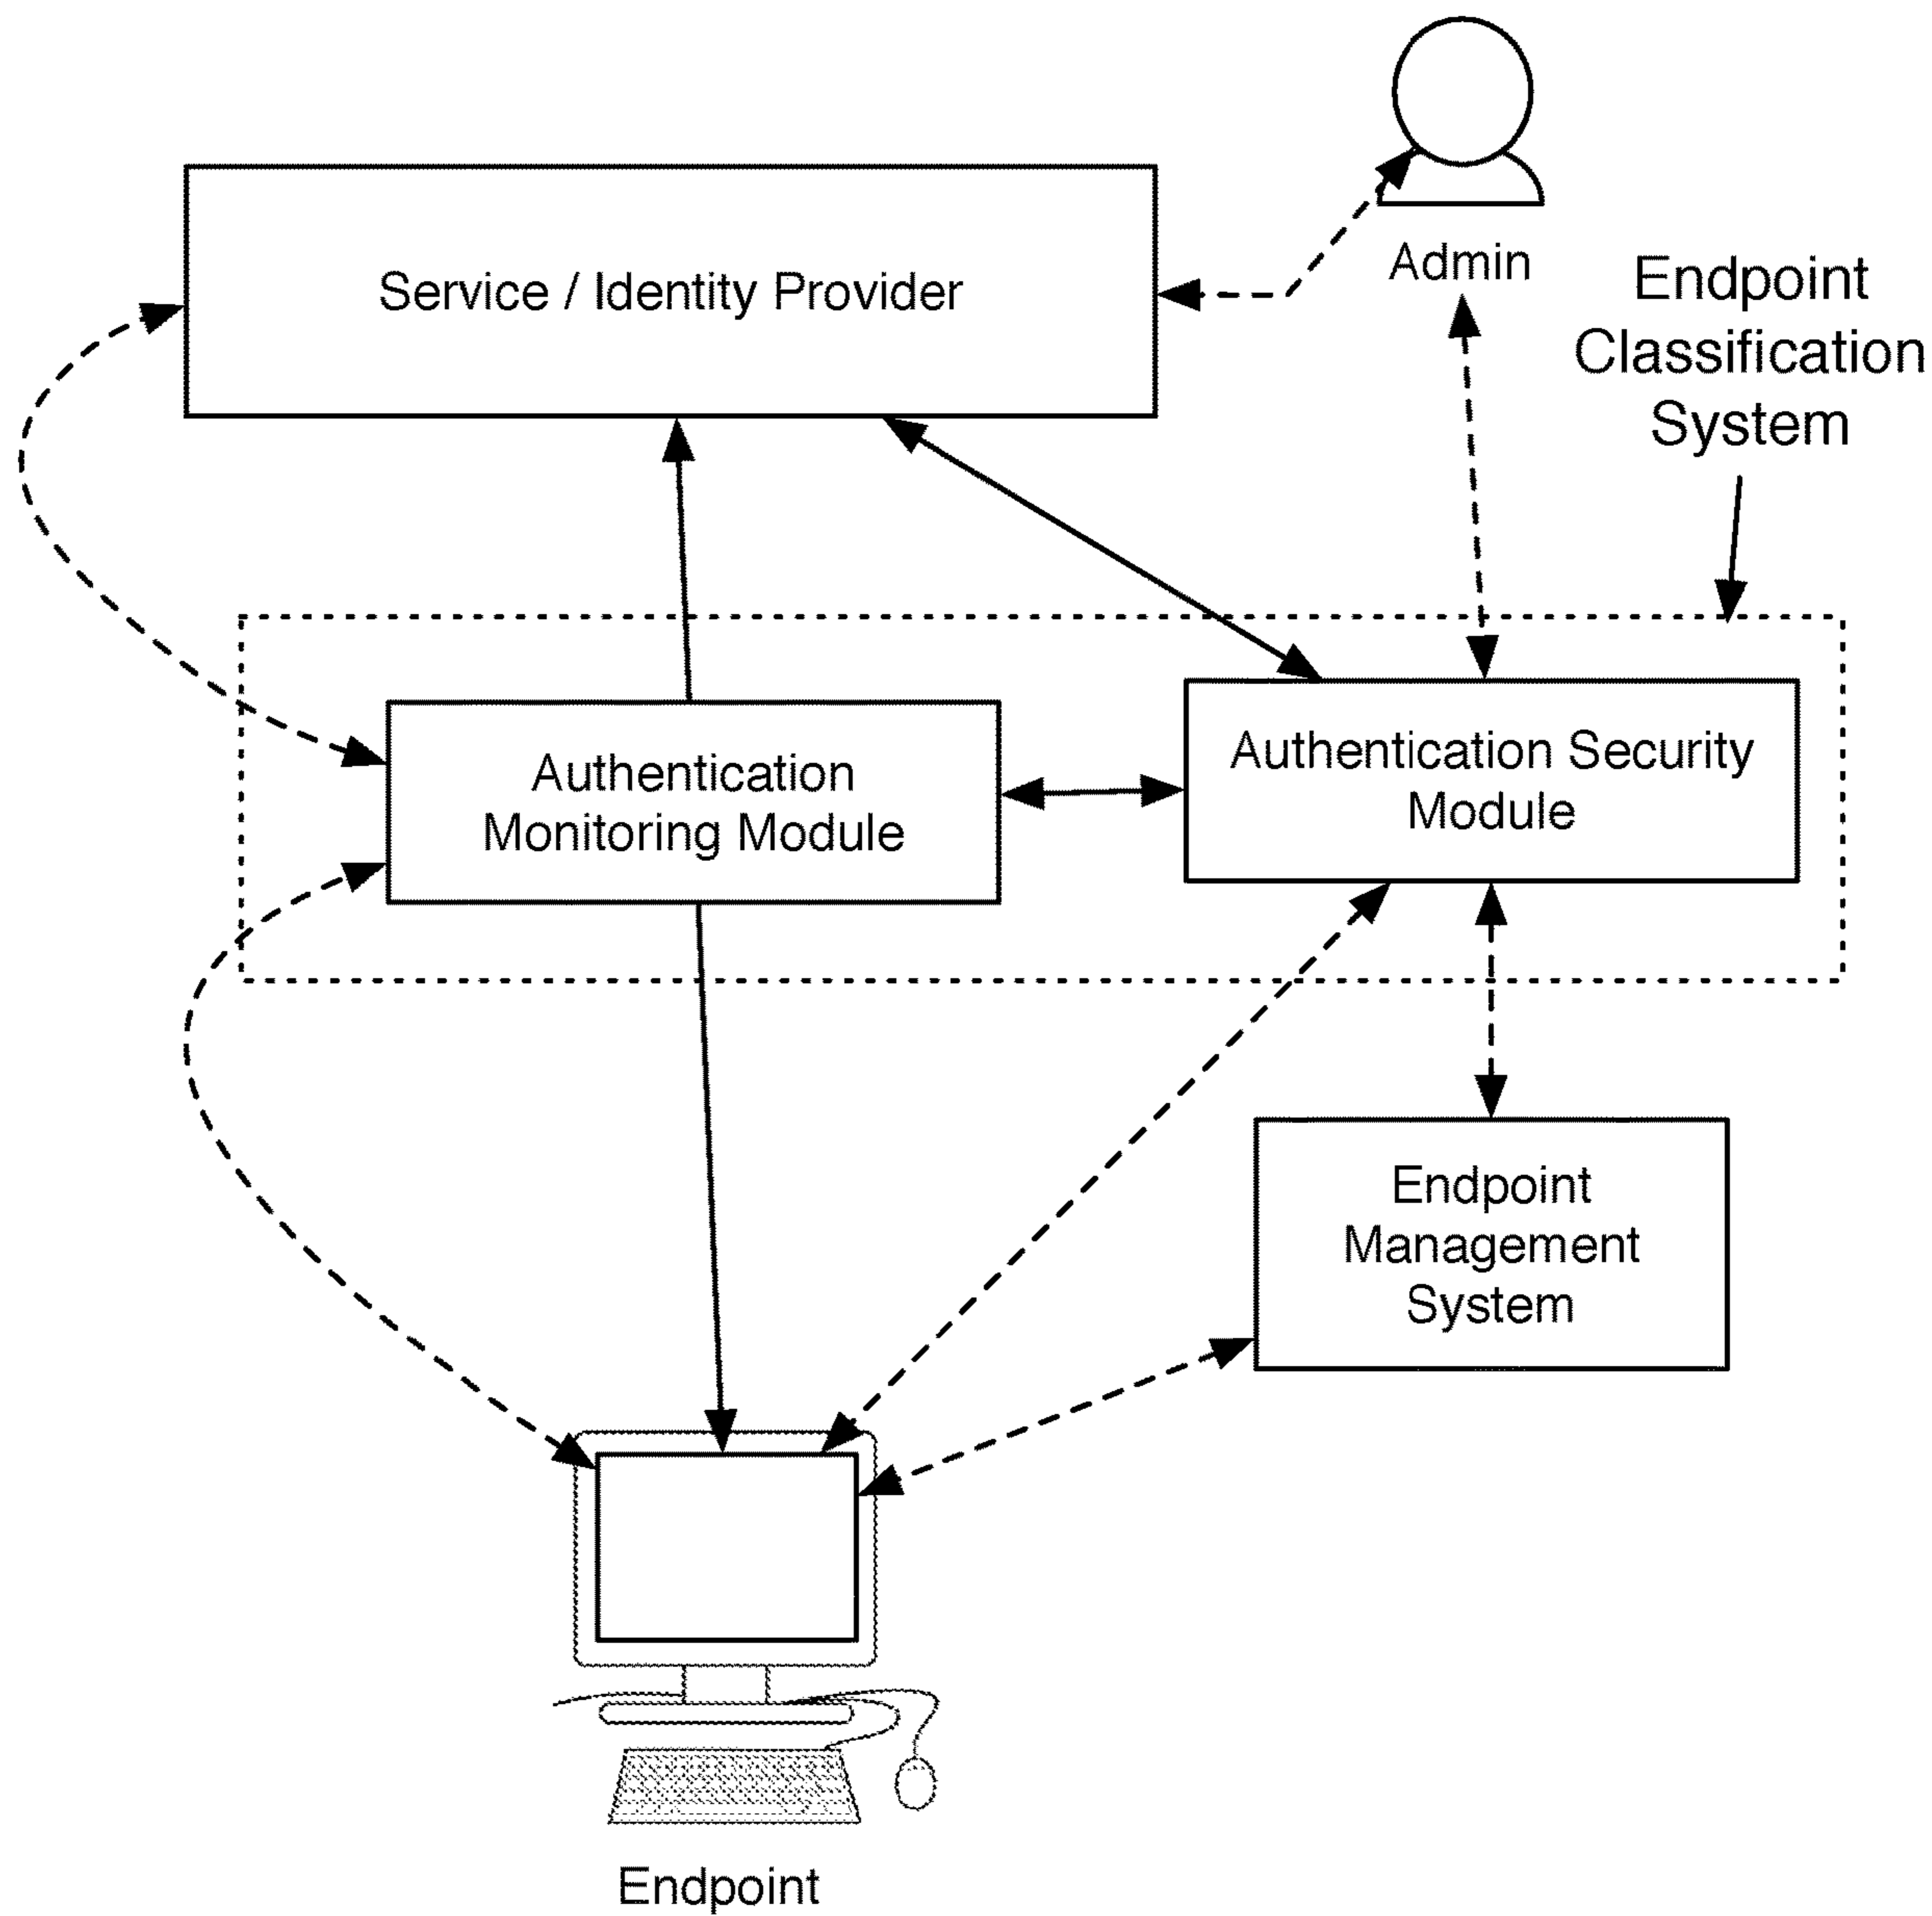 Service / Identity Provider
Admin
Endpoint
Classification
System
Authentication
Monitoring Module
Authentication Security
Module
Endpoint
Management
System
Endpoint